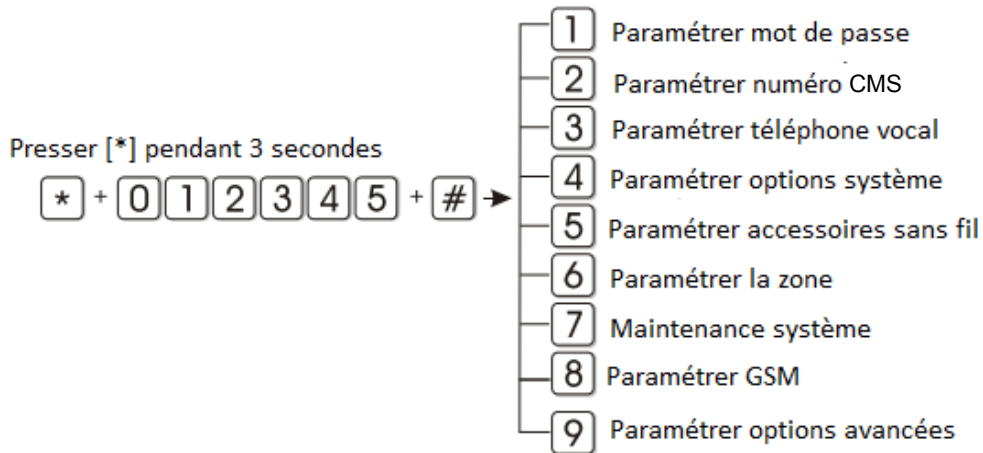 1 Paramétrer mot de passe
2 Paramétrer numéro CMS
3 Paramétrer téléphone vocal
Presser [*] pendant 3 secondes
* + 0 1 2 3 4 5 + #
4 Paramétrer options système
5 Paramétrer accessoires sans fil
6 Paramétrer la zone
7 Maintenance système
8 Paramétrer GSM
9 Paramétrer options avancées